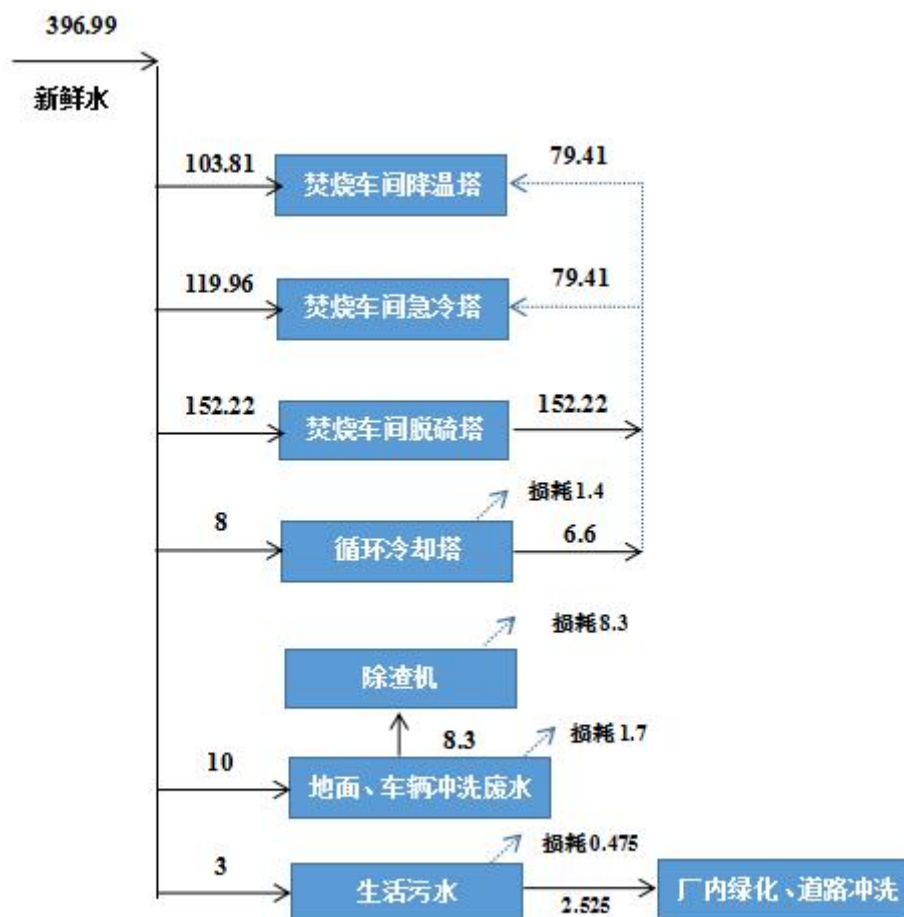 396.99
新鲜水
103.81
焚烧车间降温塔
79.41
119.96
焚烧车间急冷塔
79.41
152.22
焚烧车间脱硫塔
152.22
损耗1.4
8
循环冷却塔
6.6
损耗8.3
除渣机
8.3
损耗1.7
10
地面、车辆冲洗废水
损耗0.475
3
生活污水
2.525
厂内绿化、道路冲洗